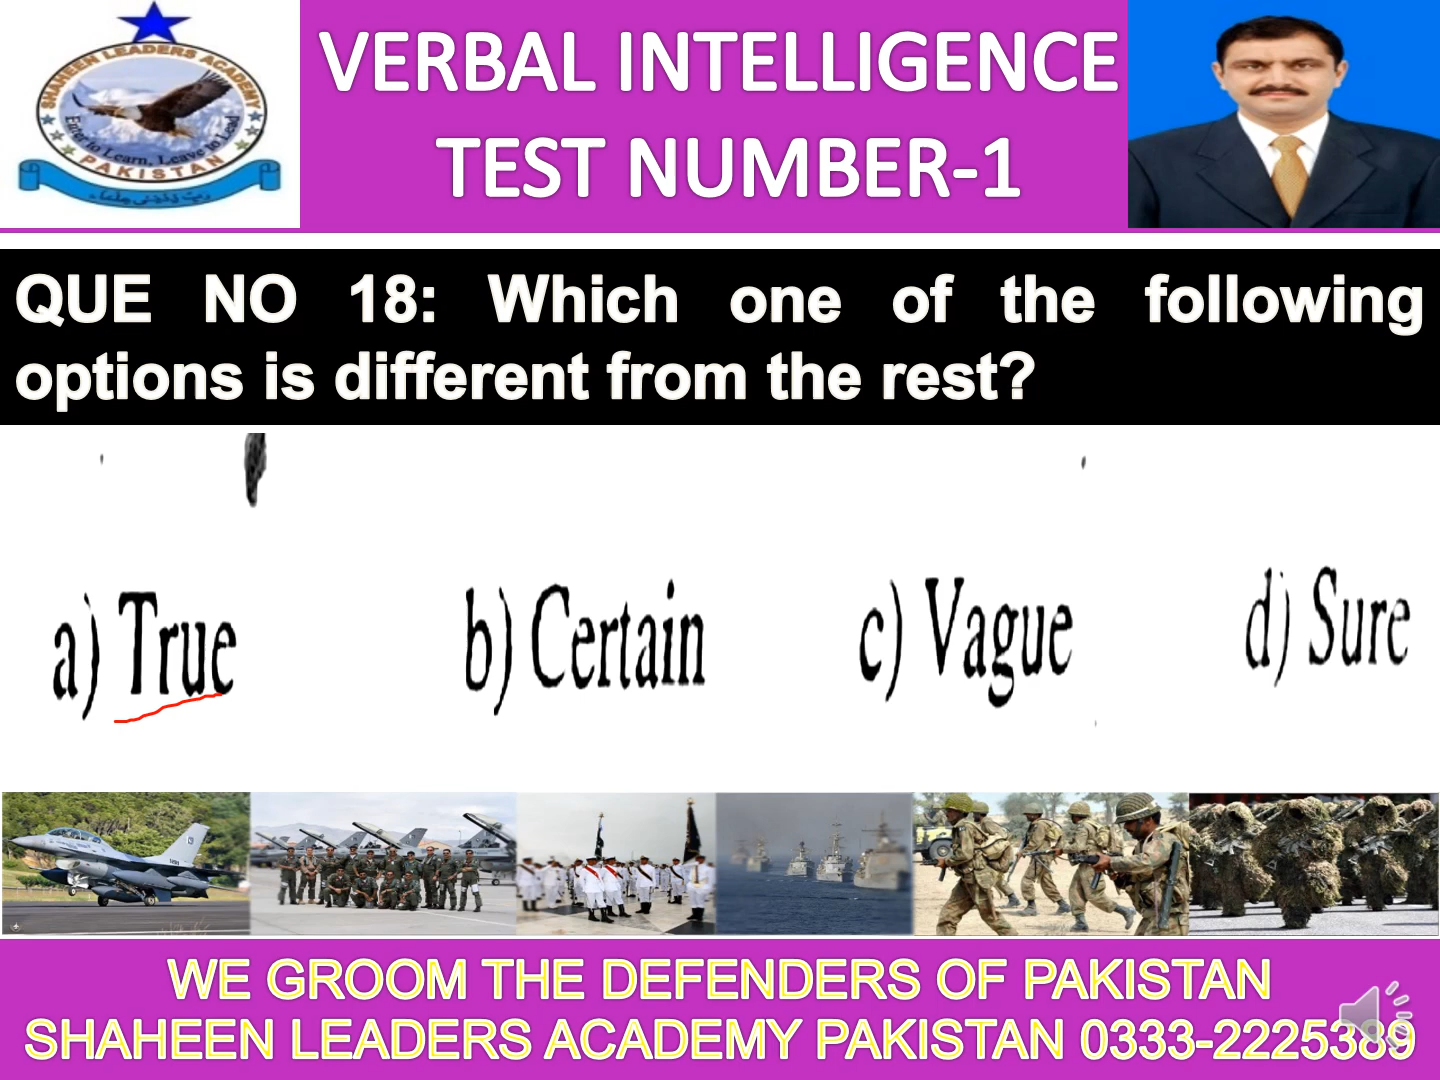 SHAHEEN LEADERS ACADEMY
Enter to Learn, Leave to Lead
PAKISTAN
VERBAL INTELLIGENCE
TEST NUMBER-1
QUE NO 18: Which one of the following
options is different from the rest?
a) True b) Certain c) Vague d) Sure
WE GROOM THE DEFENDERS OF PAKISTAN
SHAHEEN LEADERS ACADEMY PAKISTAN 0333-2225389